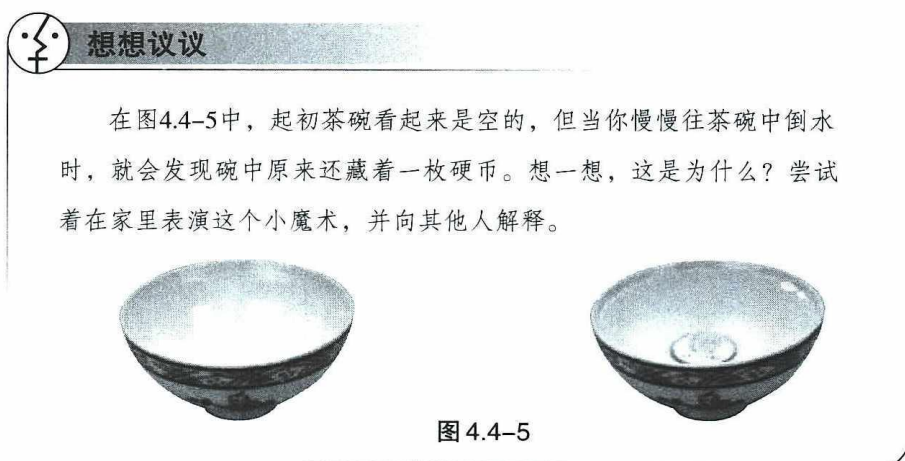 想想议议
在图4.4-5中，起初茶碗看起来是空的，但当你慢慢往茶碗中倒水
时，就会发现碗中原来还藏着一枚硬币。想一想，这是为什么？尝试
着在家里表演这个小魔术，并向其他人解释。
图4.4-5